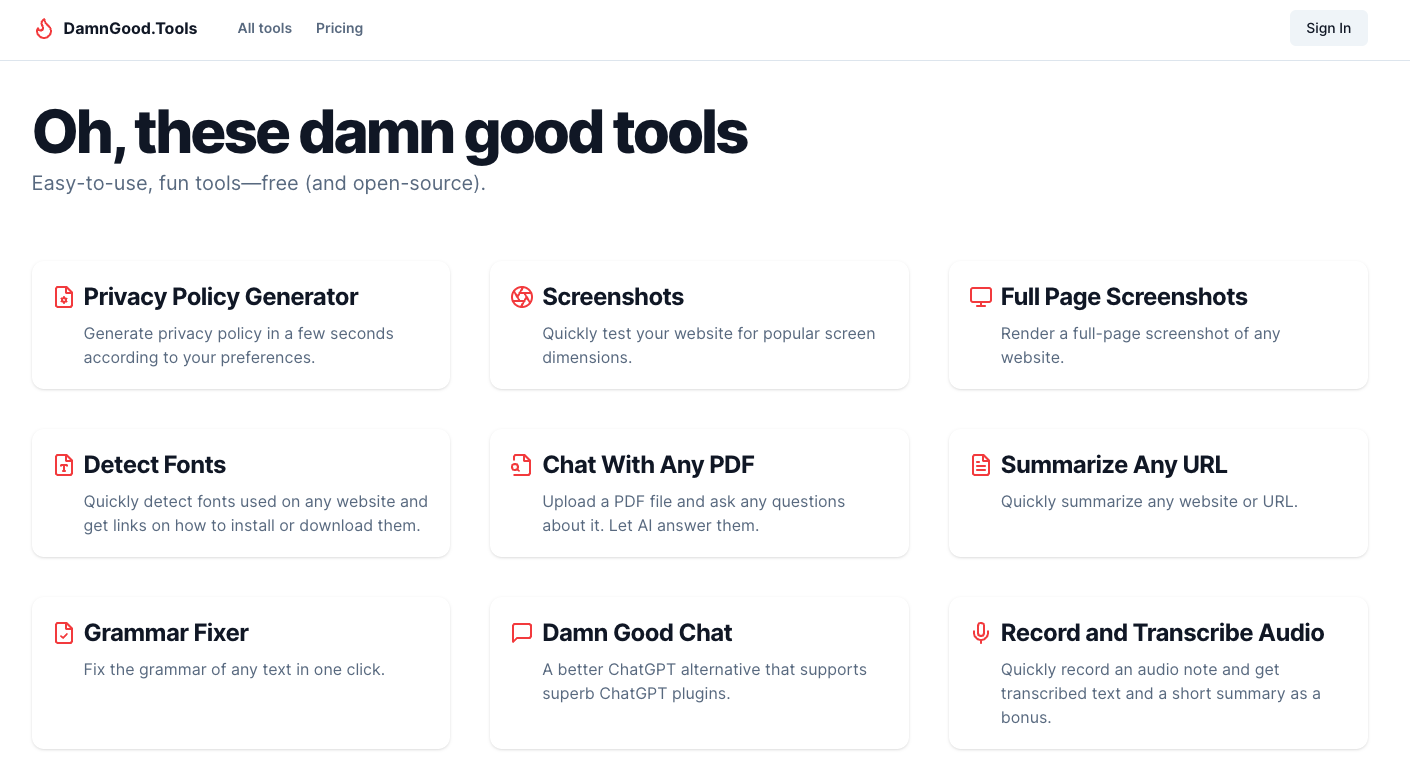 DamnGood.Tools All tools Pricing Sign In
Oh, these damn good tools
Easy-to-use, fun tools—free (and open-source).
Privacy Policy Generator
Generate privacy policy in a few seconds
according to your preferences.
Screenshots
Quickly test your website for popular screen
dimensions.
Full Page Screenshots
Render a full-page screenshot of any
website.
Detect Fonts
Quickly detect fonts used on any website and
get links on how to install or download them.
Chat With Any PDF
Upload a PDF file and ask any questions
about it. Let AI answer them.
Summarize Any URL
Quickly summarize any website or URL.
Grammar Fixer
Fix the grammar of any text in one click.
Damn Good Chat
A better ChatGPT alternative that supports
superb ChatGPT plugins.
Record and Transcribe Audio
Quickly record an audio note and get
transcribed text and a short summary as a
bonus.